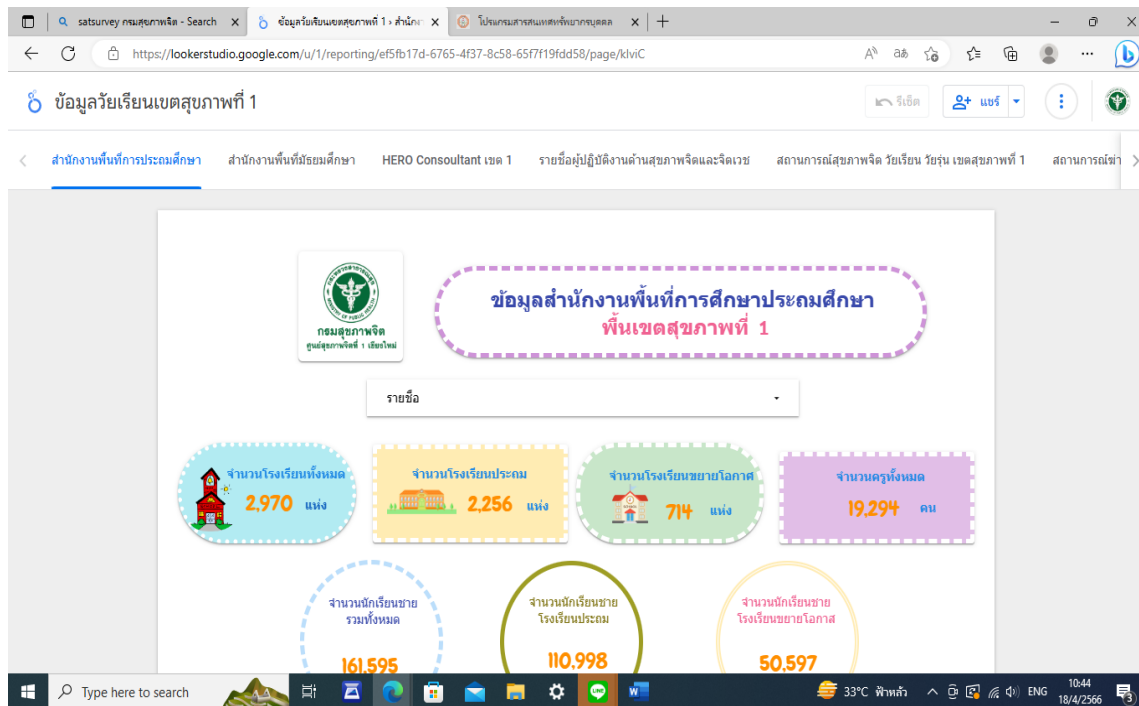 satsurvey กรมสุขภาพจิต - Search
ข้อมูลวัยเรียนเขตสุขภาพที่ 1 › สำนักง
โปรแกรมสารสนเทศทรัพยากรบุคคล
https://lookerstudio.google.com/u/1/reporting/ef5fb17d-6765-4f37-8c58-65f7f19fdd58/page/klviC
ข้อมูลวัยเรียนเขตสุขภาพที่ 1
รีเซ็ต
แชร์
สำนักงานพื้นที่การประถมศึกษา
สำนักงานพื้นที่มัธยมศึกษา
HERO Consoultant เขต 1
รายชื่อผู้ปฏิบัติงานด้านสุขภาพจิตและจิตเวช
สถานการณ์สุขภาพจิต วัยเรียน วัยรุ่น เขตสุขภาพที่ 1
สถานการณ์ฆ่า
กรมสุขภาพจิต
ศูนย์สุขภาพจิตที่ 1 เชียงใหม่
ข้อมูลสำนักงานพื้นที่การศึกษาประถมศึกษา
พื้นเขตสุขภาพที่ 1
รายชื่อ
จำนวนโรงเรียนทั้งหมด
2,970 แห่ง
จำนวนโรงเรียนประถม
2,256 แห่ง
จำนวนโรงเรียนขยายโอกาศ
714 แห่ง
จำนวนครูทั้งหมด
19,294 คน
จำนวนนักเรียนชาย
รวมทั้งหมด
161,595
จำนวนนักเรียนชาย
โรงเรียนประถม
110,998
จำนวนนักเรียนชาย
โรงเรียนขยายโอกาส
50,597
Type here to search
33°C ฟ้าหลัว
ENG
10:44
18/4/2566
3